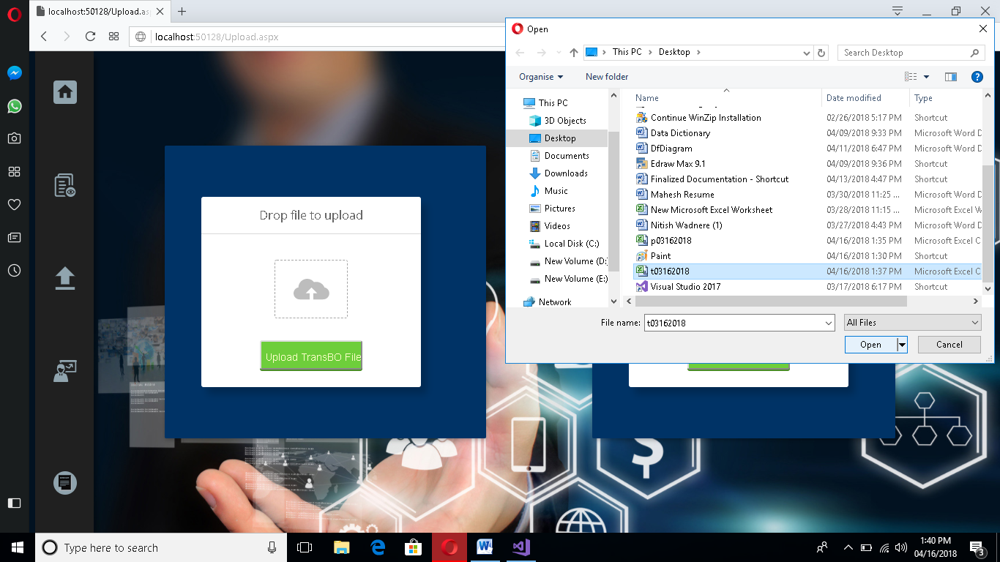 localhost:50128/Upload.as
localhost:50128/Upload.aspx
Drop file to upload
Upload TransBO File
SOCIAL MEDIA
Open
This PC
Desktop
Search Desktop
Organise
New folder
This PC
3D Objects
Desktop
Documents
Downloads
Music
Pictures
Videos
Local Disk (C:)
New Volume (D:
New Volume (E:)
Network
Name Date modified Type
Continue WinZip Installation 02/26/2018 5:17 PM Shortcut
Data Dictionary 04/09/2018 9:33 PM Microsoft Word D
DfDiagram 04/11/2018 6:47 PM Microsoft Word D
Edraw Max 9.1 04/09/2018 9:36 PM Shortcut
Finalized Documentation - Shortcut 04/13/2018 4:47 PM Shortcut
Mahesh Resume 03/30/2018 11:25 ... Microsoft Word D
New Microsoft Excel Worksheet 03/28/2018 11:15 ... Microsoft Excel W
Nitish Wadnere (1) 03/27/2018 4:43 PM Microsoft Word D
p03162018 04/16/2018 1:35 PM Microsoft Excel C
Paint 04/16/2018 1:30 PM Shortcut
t03162018 04/16/2018 1:37 PM Microsoft Excel C
Visual Studio 2017 03/17/2018 6:17 PM Shortcut
File name: t03162018 All Files
Open Cancel
Type here to search
1:40 PM
04/16/2018
3